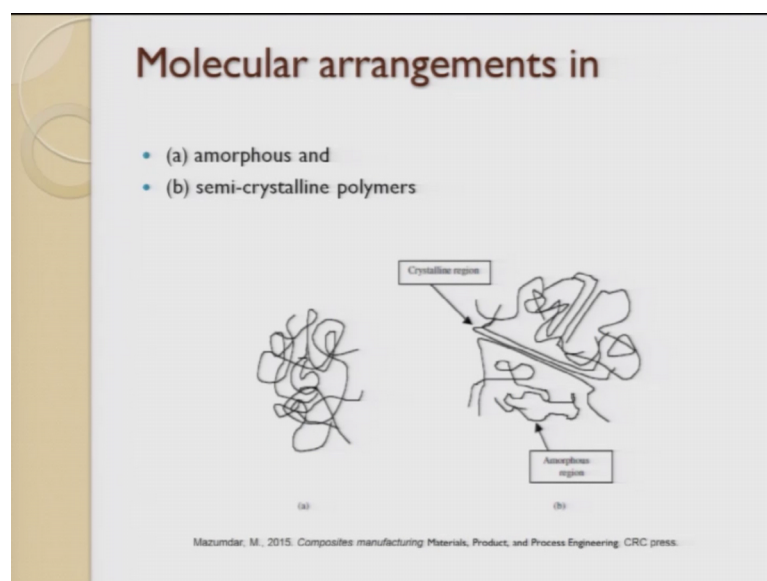 Molecular arrangements in
(a) amorphous and
(b) semi-crystalline polymers
Crystalline region
Amorphous
region
(a)
(b)
Mazumdar, M., 2015. Composites manufacturing Materials, Product, and Process Engineering. CRC press.